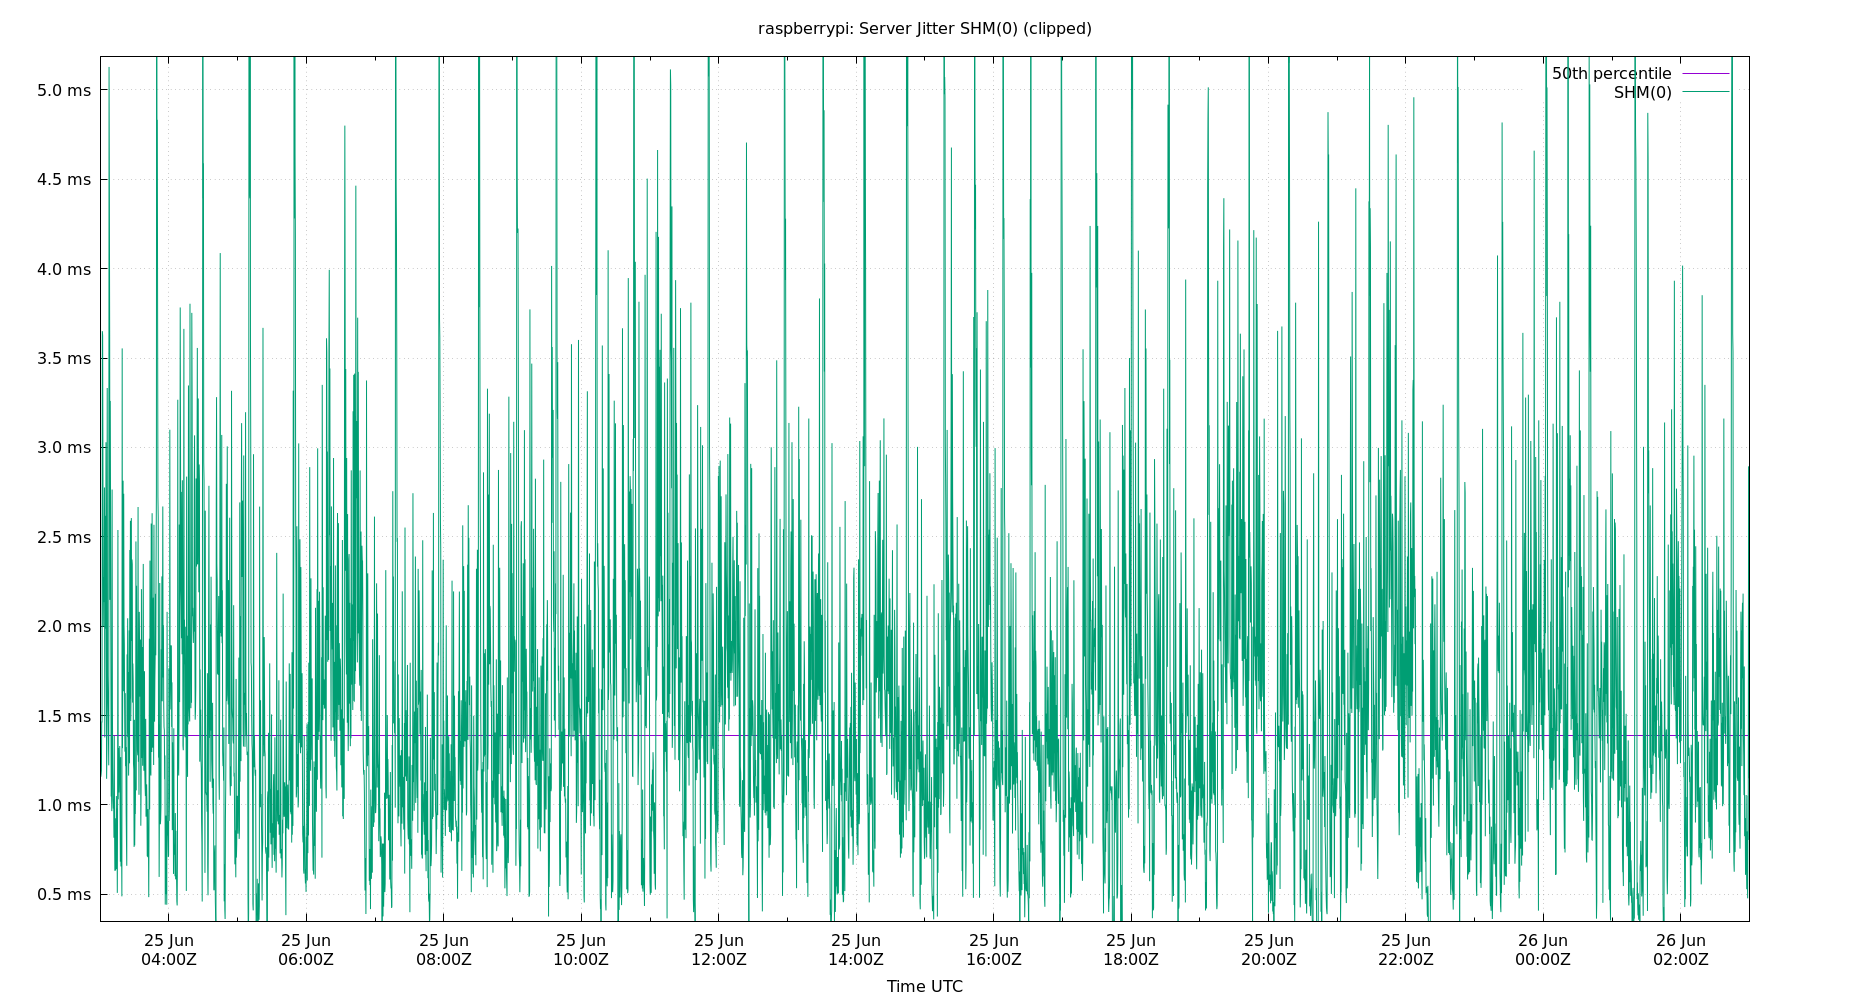 raspberrypi: Server Jitter SHM(0) (clipped)
50th percentile
SHM(0)
5.0 ms
4.5 ms
4.0 ms
3.5 ms
3.0 ms
2.5 ms
2.0 ms
1.5 ms
1.0 ms
0.5 ms
25 Jun 25 Jun 25 Jun 25 Jun 25 Jun 25 Jun 25 Jun 25 Jun 25 Jun 25 Jun 26 Jun 26 Jun
04:00Z 06:00Z 08:00Z 10:00Z 12:00Z 14:00Z 16:00Z 18:00Z 20:00Z 22:00Z 00:00Z 02:00Z
Time UTC